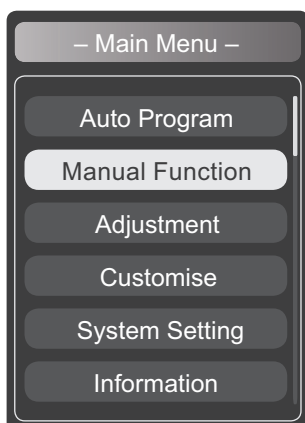 – Main Menu –
Auto Program
Manual Function
Adjustment
Customise
System Setting
Information